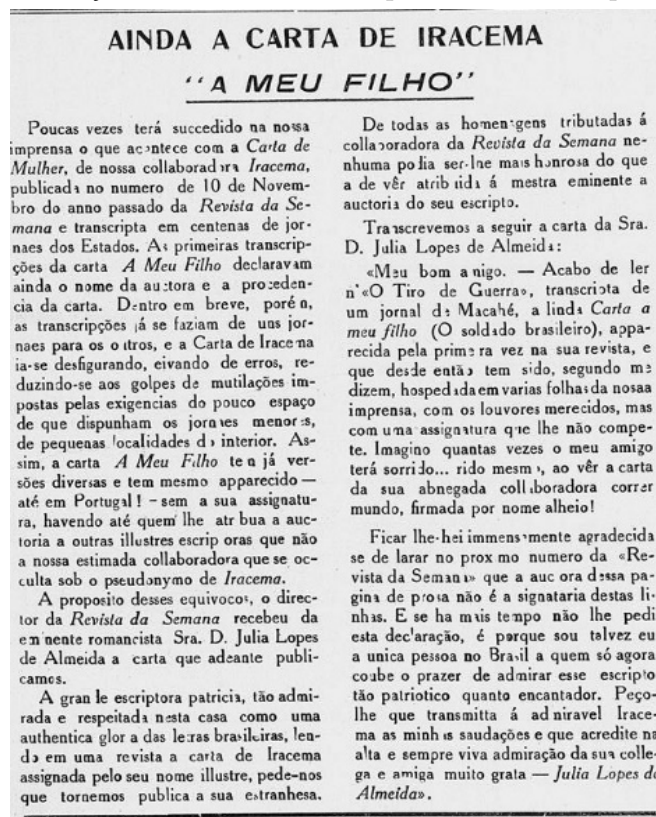 AINDA A CARTA DE IRACEMA
"A MEU FILHO"
Poucas vezes terá succedido na nossa
imprensa o que acontece com a Carta de
Mulher, de nossa collaboradora Iracema,
publicada no numero de 10 de Novem-
bro do anno passado da Revista da Se-
mana e transcripta em centenas de jor-
naes dos Estados. As primeiras transcrip-
ções da carta A Meu Filho declaravam
ainda o nome da auctora e a proceden-
cia da carta. Dentro em breve, porém,
as transcripções já se faziam de uns jor-
naes para os outros, e a Carta de Iracema
ia-se desfigurando, eivando de erros, re-
duzindo-se aos golpes de mutilações im-
postas pelas exigencias do pouco espaço
de que dispunham os jornaes menores,
de pequenas localidades do interior. As-
sim, a carta A Meu Filho tem já ver-
sões diversas e tem mesmo apparecido —
até em Portugal! - sem a sua assignatu-
ra, havendo até quem lhe attribua a auc-
toria a outras illustres escriptoras que não
a nossa estimada collaboradora que se oc-
culta sob o pseudonymo de Iracema.
A proposito desses equivocos, o direc-
tor da Revista da Semana recebeu da
eminente romancista Sra. D. Julia Lopes
de Almeida a carta que adeante publi-
camos.
A grande escriptora patricia, tão admi-
rada e respeitada nesta casa como uma
authentica gloria das letras brasileiras, len-
do em uma revista a carta de Iracema
assignada pelo seu nome illustre, pede-nos
que tornemos publica a sua estranhesa.
De todas as homenagens tributadas á
collaboradora da Revista da Semana ne-
nhuma podia ser-lhe mais honrosa do que
a de vêr attribuida á mestra eminente a
auctoria do seu escripto.
Transcrevemos a seguir a carta da Sra.
D. Julia Lopes de Almeida:
«Meu bom amigo. — Acabo de ler
n'«O Tiro de Guerra», transcripta de
um jornal de Macahé, a linda Carta a
meu filho (O soldado brasileiro), appa-
recida pela primeira vez na sua revista, e
que desde então tem sido, segundo me
dizem, hospedada em varias folhas da nosaa
imprensa, com os louvores merecidos, mas
com uma assignatura que lhe não compe-
te. Imagino quantas vezes o meu amigo
terá sorrido... rido mesmo, ao vêr a carta
da sua abnegada collaboradora correr
mundo, firmada por nome alheio!
Ficar lhe-hei immensamente agradecida
se declarar no proximo numero da «Re-
vista da Semana» que a auctora dessa pa-
gina de prosa não é a signataria destas li-
nhas. E se ha mais tempo não lhe pedi
esta declaração, é porque sou talvez eu
a unica pessoa no Brasil a quem só agora
coube o prazer de admirar esse escripto
tão patriotico quanto encantador. Peço-
lhe que transmitta á admiravel Irace-
ma as minhas saudações e que acredite na
alta e sempre viva admiração da sua colle-
ga e amiga muito grata — Julia Lopes de
Almeida».